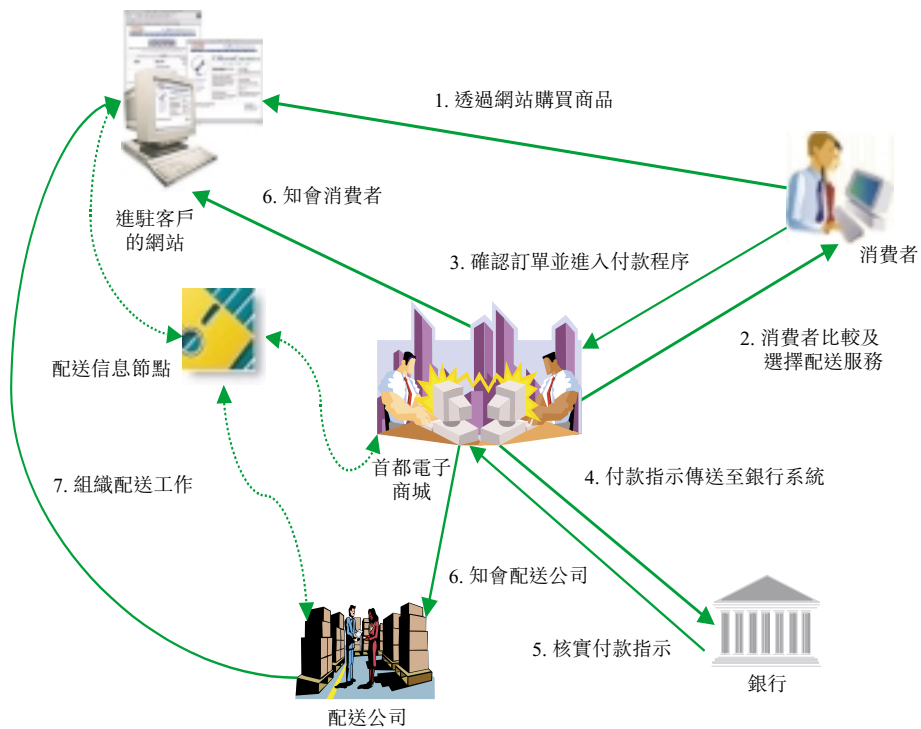 1. 透過網站購買商品
6. 知會消費者
進駐客戶
的網站
3. 確認訂單並進入付款程序
消費者
2. 消費者比較及
選擇配送服務
配送信息節點
首都電子
商城
4. 付款指示傳送至銀行系統
7. 組織配送工作
6. 知會配送公司
5. 核實付款指示
銀行
配送公司